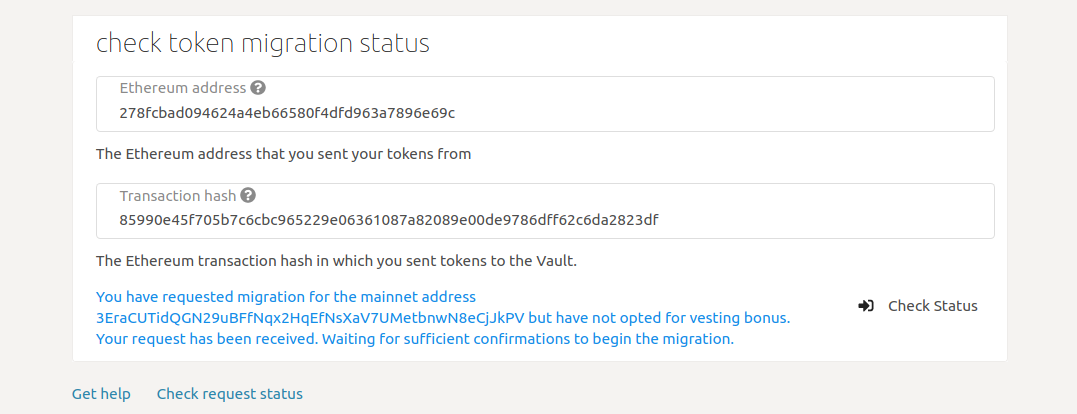 check token migration status
Ethereum address
278fcbad094624a4eb66580f4dfd963a7896e69c
The Ethereum address that you sent your tokens from
Transaction hash
85990e45f705b7c6cbc965229e06361087a82089e00de9786dff62c6da2823df
The Ethereum transaction hash in which you sent tokens to the Vault.
You have requested migration for the mainnet address
3EraCUTidQGN29uBFfNqx2HqEfNsXaV7UMetbnwN8eCjJkPV but have not opted for vesting bonus.
Your request has been received. Waiting for sufficient confirmations to begin the migration.
Check Status
Get help
Check request status